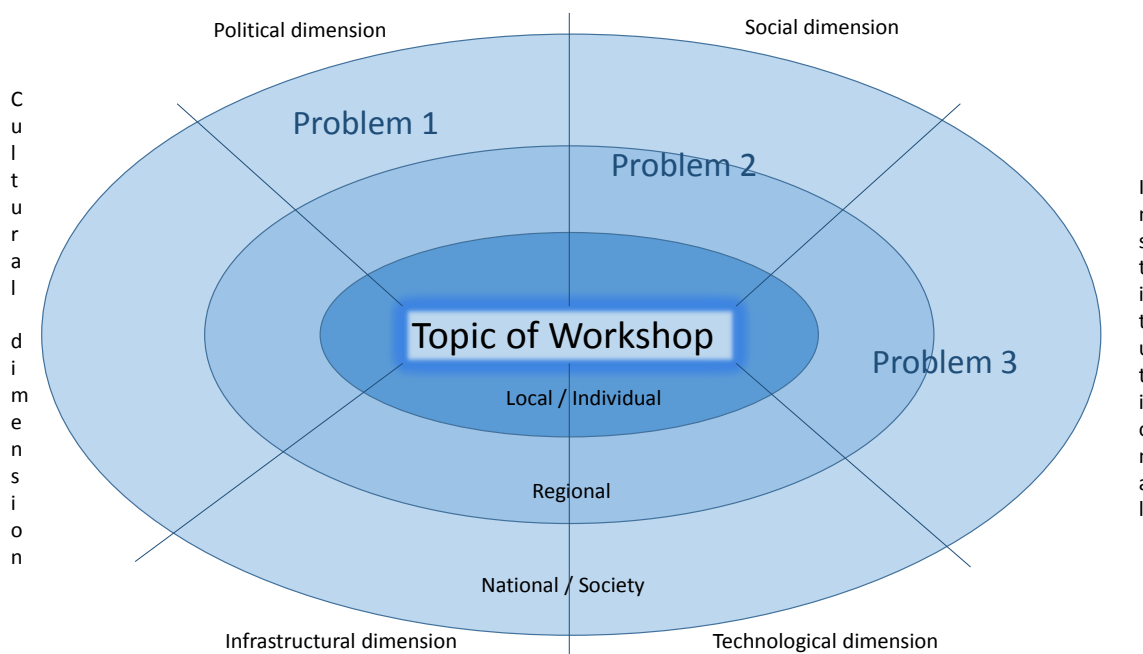 Political dimension
Social dimension
Cultural dimension
Problem 1
Problem 2
Institutional
Topic of Workshop
Problem 3
Local / Individual
Regional
National / Society
Infrastructural dimension
Technological dimension